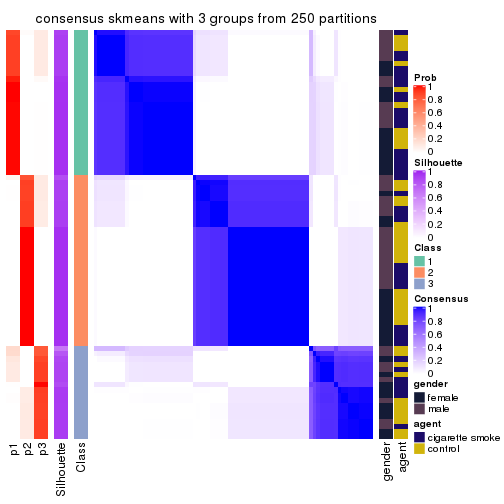 consensus skmeans with 3 groups from 250 partitions
Prob
1
0.8
0.6
0.4
0.2
0
Silhouette
1
0.8
0.6
0.4
0.2
0
Class
1
2
3
Consensus
1
0.8
0.6
0.4
0.2
0
gender
female
male
agent
cigarette smoke
control
p1
p2
p3
Silhouette
Class
gender
agent